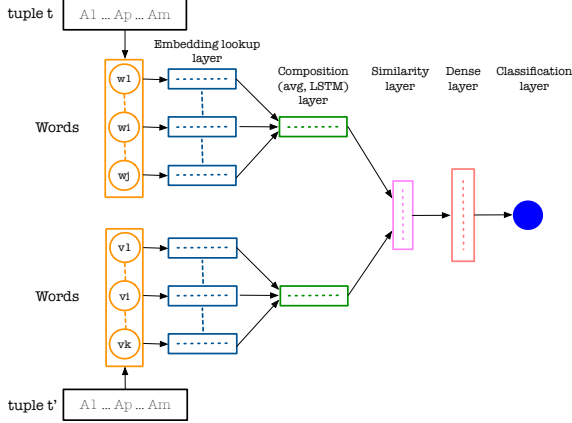 tuple t
A1 ... Ap ... Am
Embedding lookup
layer
Composition
(avg, LSTM)
layer
Similarity
layer
Dense
layer
Classification
layer
w1
Words
wi
wj
v1
Words
vi
vk
tuple t'
A1 ... Ap ... Am